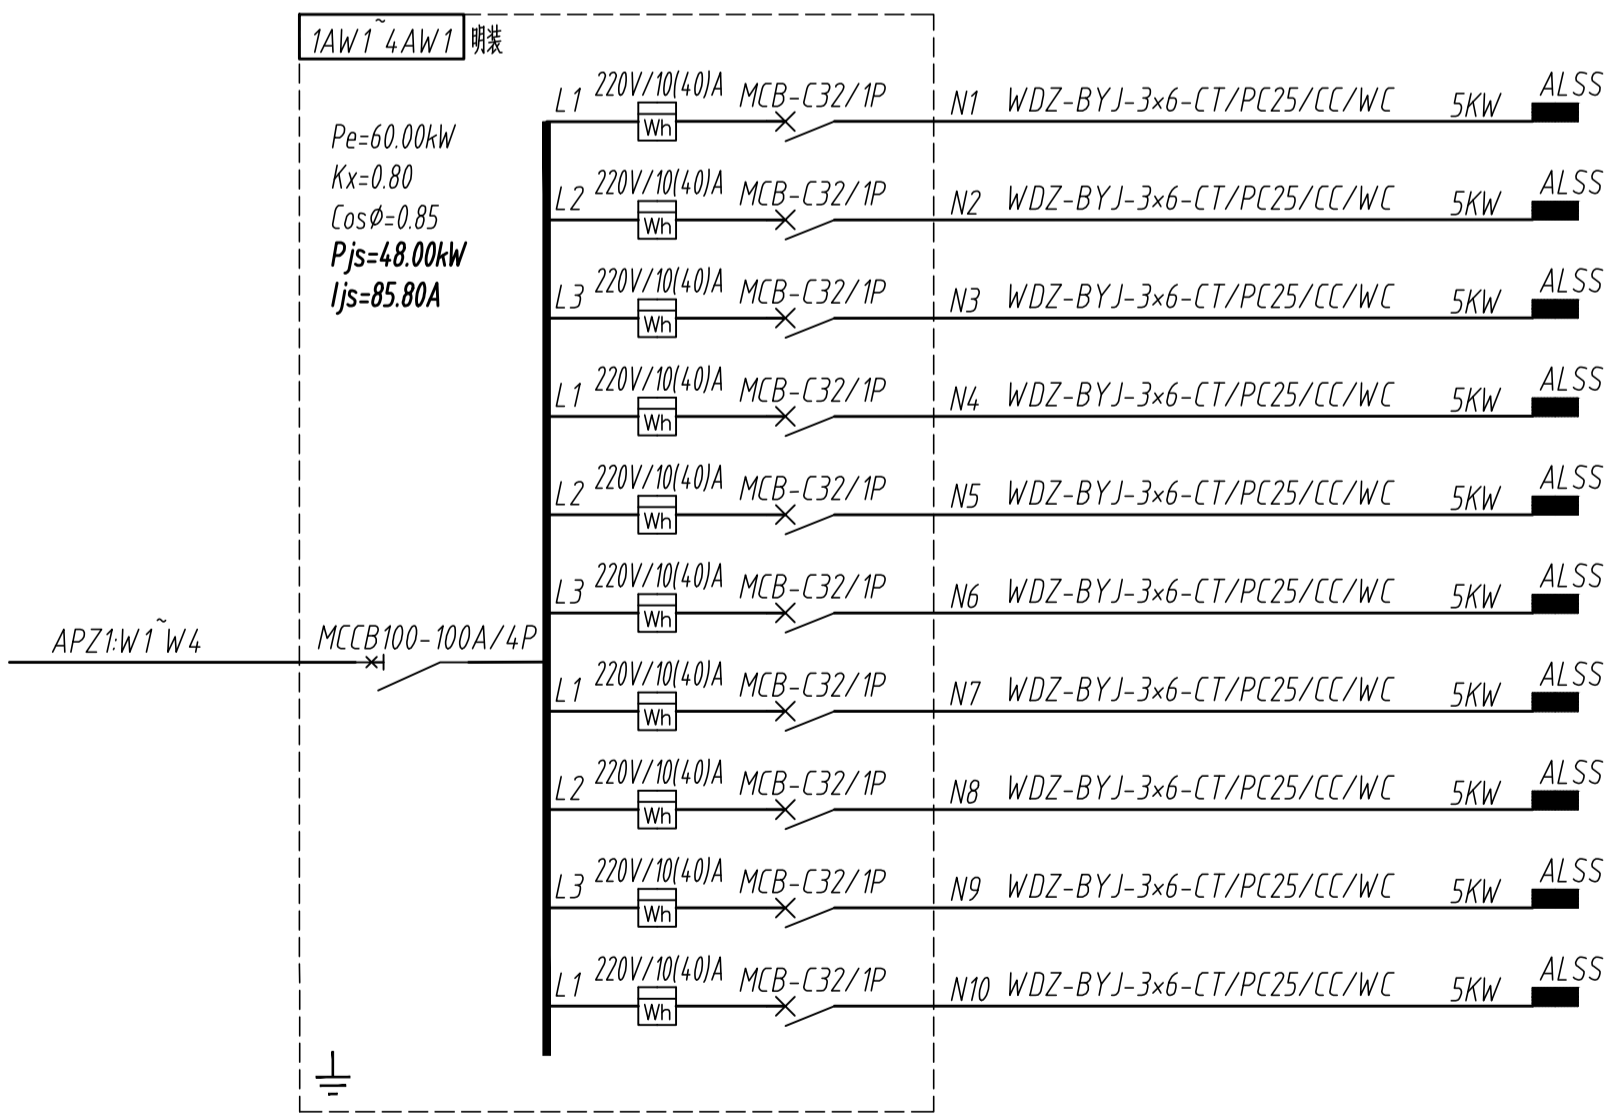 1AW1~4AW1 明装
Pe=60.00kW
Kx=0.80
CosØ=0.85
Pjs=48.00kW
Ijs=85.80A
APZ1:W1~W4
MCCB100-100A/4P
L1 220V/10(40)A Wh MCB-C32/1P N1 WDZ-BYJ-3×6-CT/PC25/CC/WC 5KW ALSS
L2 220V/10(40)A Wh MCB-C32/1P N2 WDZ-BYJ-3×6-CT/PC25/CC/WC 5KW ALSS
L3 220V/10(40)A Wh MCB-C32/1P N3 WDZ-BYJ-3×6-CT/PC25/CC/WC 5KW ALSS
L1 220V/10(40)A Wh MCB-C32/1P N4 WDZ-BYJ-3×6-CT/PC25/CC/WC 5KW ALSS
L2 220V/10(40)A Wh MCB-C32/1P N5 WDZ-BYJ-3×6-CT/PC25/CC/WC 5KW ALSS
L3 220V/10(40)A Wh MCB-C32/1P N6 WDZ-BYJ-3×6-CT/PC25/CC/WC 5KW ALSS
L1 220V/10(40)A Wh MCB-C32/1P N7 WDZ-BYJ-3×6-CT/PC25/CC/WC 5KW ALSS
L2 220V/10(40)A Wh MCB-C32/1P N8 WDZ-BYJ-3×6-CT/PC25/CC/WC 5KW ALSS
L3 220V/10(40)A Wh MCB-C32/1P N9 WDZ-BYJ-3×6-CT/PC25/CC/WC 5KW ALSS
L1 220V/10(40)A Wh MCB-C32/1P N10 WDZ-BYJ-3×6-CT/PC25/CC/WC 5KW ALSS